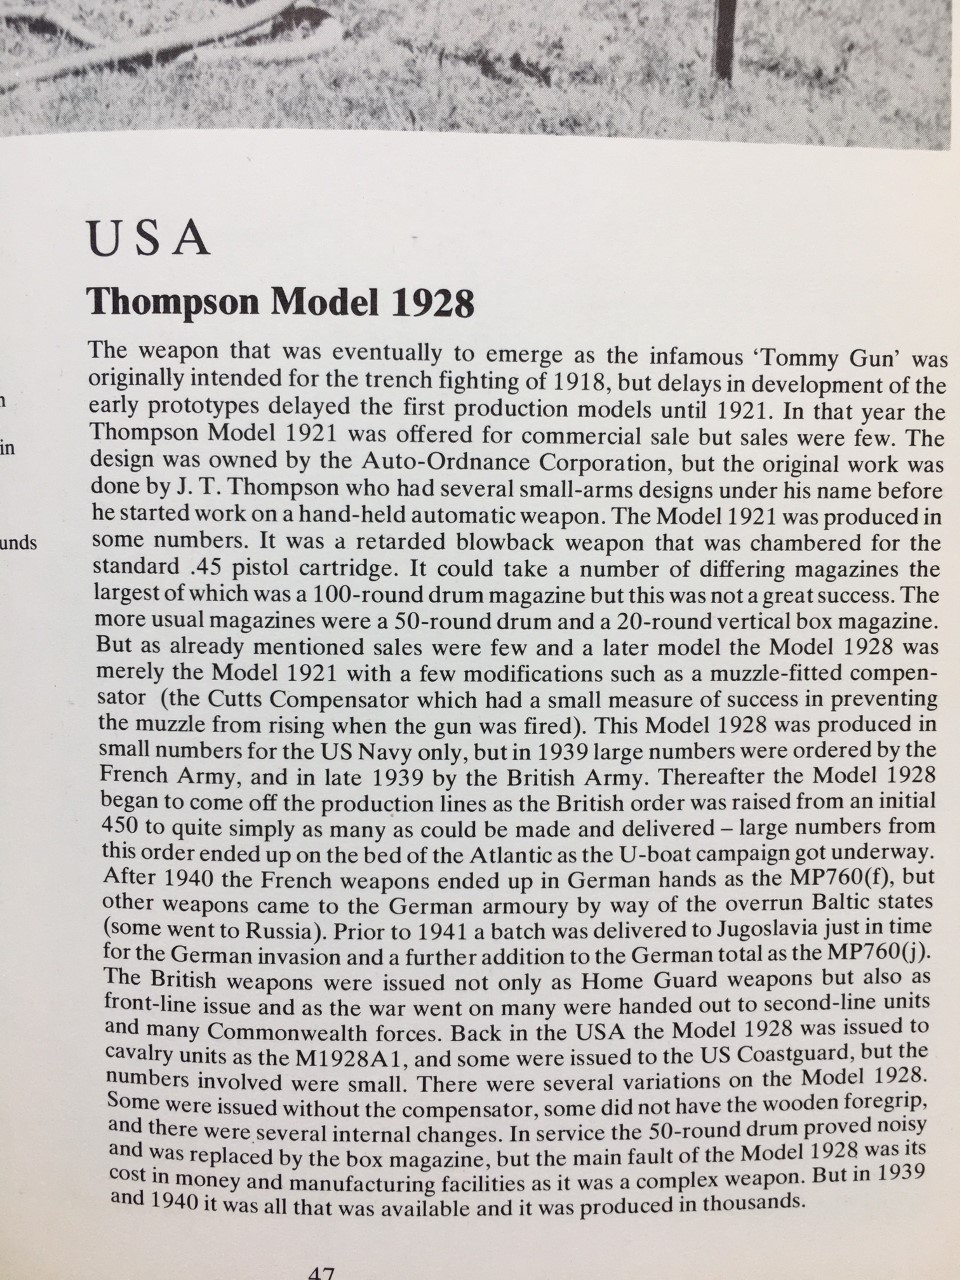 USA
Thompson Model 1928
The weapon that was eventually to emerge as the infamous ‘Tommy Gun’ was
originally intended for the trench fighting of 1918, but delays in development of the
early prototypes delayed the first production models until 1921. In that year the
Thompson Model 1921 was offered for commercial sale but sales were few. The
design was owned by the Auto-Ordnance Corporation, but the original work was
done by J. T. Thompson who had several small-arms designs under his name before
he started work on a hand-held automatic weapon. The Model 1921 was produced in
some numbers. It was a retarded blowback weapon that was chambered for the
standard .45 pistol cartridge. It could take a number of differing magazines the
largest of which was a 100-round drum magazine but this was not a great success. The
more usual magazines were a 50-round drum and a 20-round vertical box magazine.
But as already mentioned sales were few and a later model the Model 1928 was
merely the Model 1921 with a few modifications such as a muzzle-fitted compen-
sator (the Cutts Compensator which had a small measure of success in preventing
the muzzle from rising when the gun was fired). This Model 1928 was produced in
small numbers for the US Navy only, but in 1939 large numbers were ordered by the
French Army, and in late 1939 by the British Army. Thereafter the Model 1928
began to come off the production lines as the British order was raised from an initial
450 to quite simply as many as could be made and delivered – large numbers from
this order ended up on the bed of the Atlantic as the U-boat campaign got underway.
After 1940 the French weapons ended up in German hands as the MP760(f), but
other weapons came to the German armoury by way of the overrun Baltic states
(some went to Russia). Prior to 1941 a batch was delivered to Jugoslavia just in time
for the German invasion and a further addition to the German total as the MP760(j).
The British weapons were issued not only as Home Guard weapons but also as
front-line issue and as the war went on many were handed out to second-line units
and many Commonwealth forces. Back in the USA the Model 1928 was issued to
cavalry units as the M1928A1, and some were issued to the US Coastguard, but the
numbers involved were small. There were several variations on the Model 1928.
Some were issued without the compensator, some did not have the wooden foregrip,
and there were several internal changes. In service the 50-round drum proved noisy
and was replaced by the box magazine, but the main fault of the Model 1928 was its
cost in money and manufacturing facilities as it was a complex weapon. But in 1939
and 1940 it was all that was available and it was produced in thousands.
in
unds
47